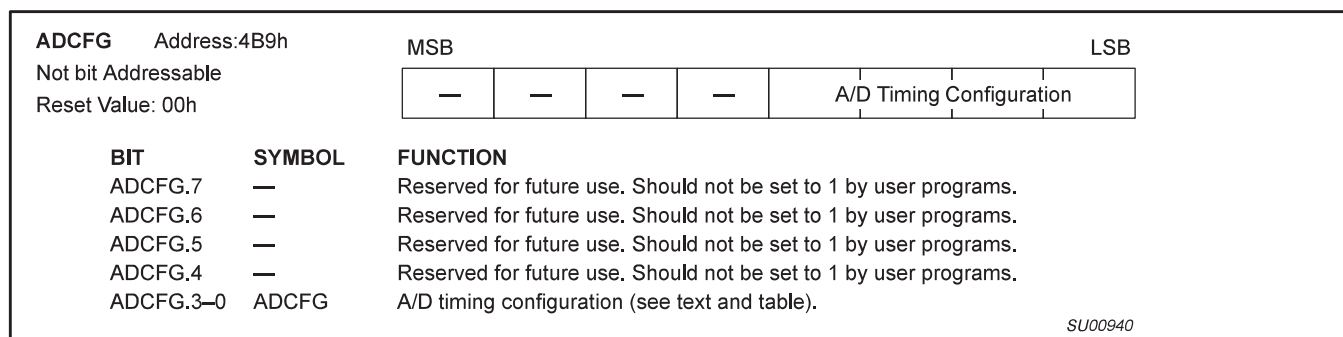 ADCFG Address:4B9h
Not bit Addressable
Reset Value: 00h
MSB LSB
— — — — A/D Timing Configuration
BIT SYMBOL FUNCTION
ADCFG.7 — Reserved for future use. Should not be set to 1 by user programs.
ADCFG.6 — Reserved for future use. Should not be set to 1 by user programs.
ADCFG.5 — Reserved for future use. Should not be set to 1 by user programs.
ADCFG.4 — Reserved for future use. Should not be set to 1 by user programs.
ADCFG.3–0 ADCFG A/D timing configuration (see text and table).
SU00940